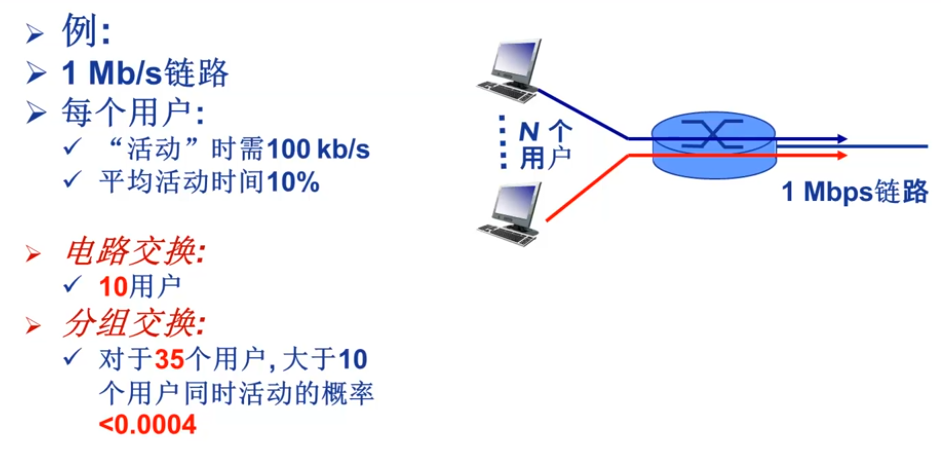 例:
1 Mb/s链路
每个用户:
“活动”时需100 kb/s
平均活动时间10%
电路交换:
10用户
分组交换:
对于35个用户, 大于10
个用户同时活动的概率
<0.0004
N 个
用户
1 Mbps链路